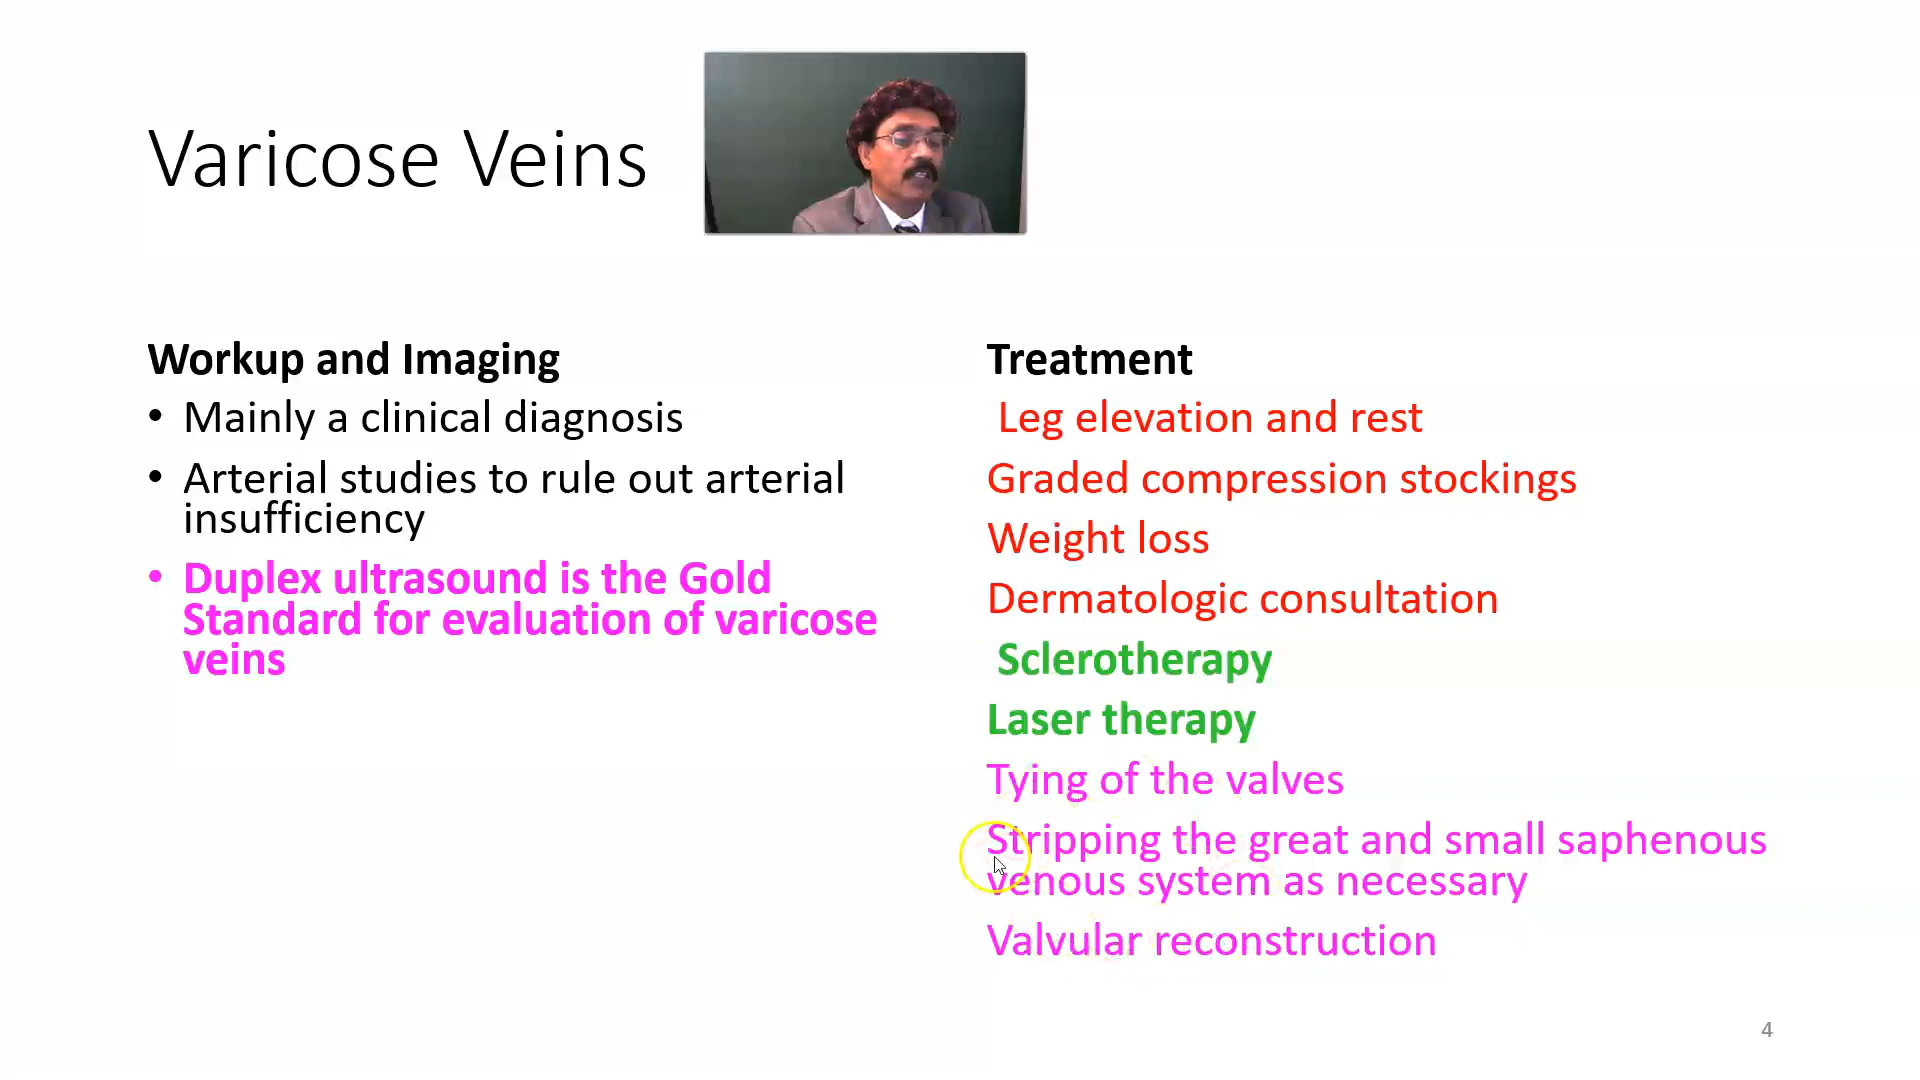 Varicose Veins
Workup and Imaging
• Mainly a clinical diagnosis
• Arterial studies to rule out arterial
insufficiency
• Duplex ultrasound is the Gold
Standard for evaluation of varicose
veins
Treatment
Leg elevation and rest
Graded compression stockings
Weight loss
Dermatologic consultation
Sclerotherapy
Laser therapy
Tying of the valves
Stripping the great and small saphenous
venous system as necessary
Valvular reconstruction
4